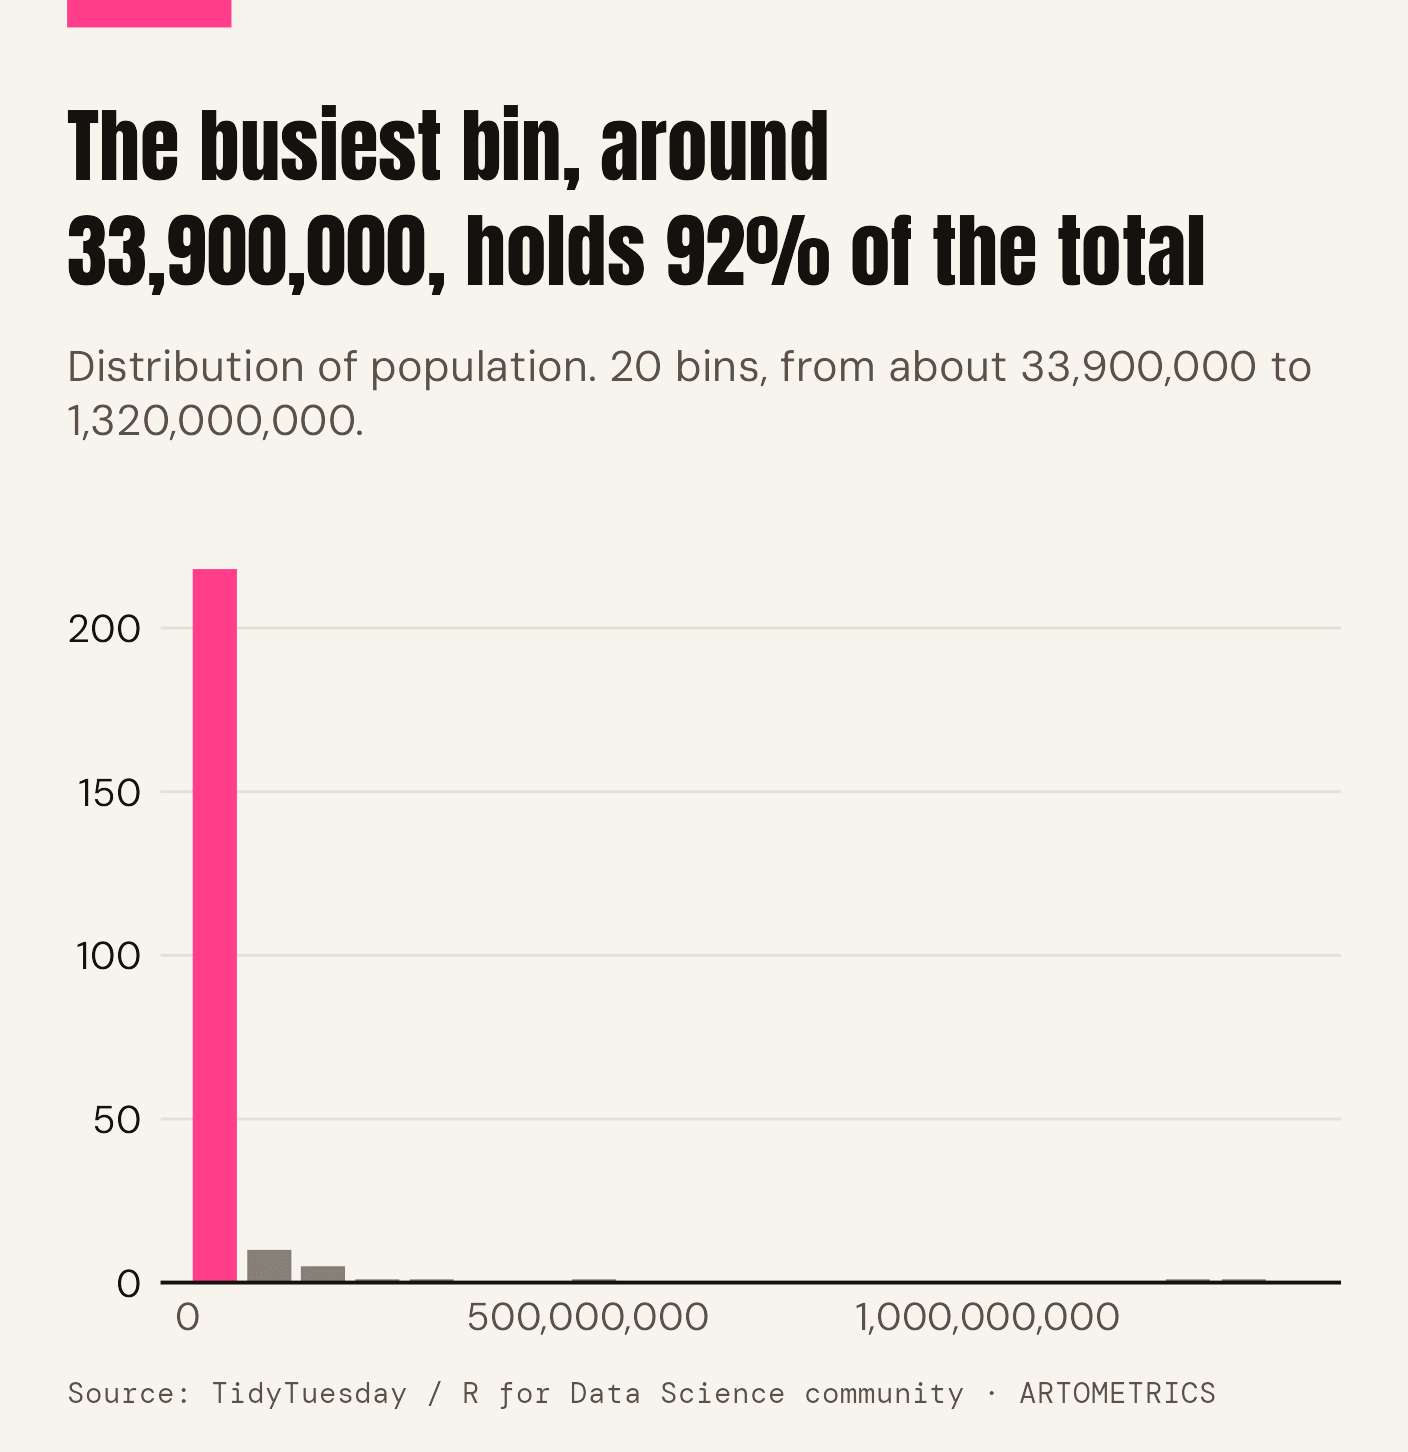 The busiest bin, around
33,900,000, holds 92% of the total
Distribution of population. 20 bins, from about 33,900,000 to
1,320,000,000.
200
150
100
50
0
0 500,000,000 1,000,000,000
Source: TidyTuesday / R for Data Science community · ARTOMETRICS